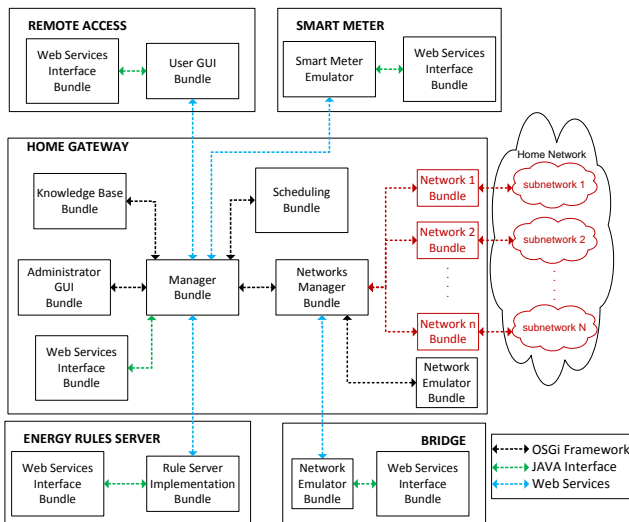 REMOTE ACCESS
Web Services
Interface
Bundle
User GUI
Bundle
SMART METER
Smart Meter
Emulator
Web Services
Interface
Bundle
HOME GATEWAY
Knowledge Base
Bundle
Scheduling
Bundle
Administrator
GUI
Bundle
Manager
Bundle
Networks
Manager
Bundle
Web Services
Interface
Bundle
Network 1
Bundle
Network 2
Bundle
.
.
.
Network n
Bundle
Network
Emulator
Bundle
Home Network
subnetwork 1
subnetwork 2
.
.
.
subnetwork N
ENERGY RULES SERVER
Web Services
Interface
Bundle
Rule Server
Implementation
Bundle
BRIDGE
Network
Emulator
Bundle
Web Services
Interface
Bundle
OSGi Framework
JAVA Interface
Web Services